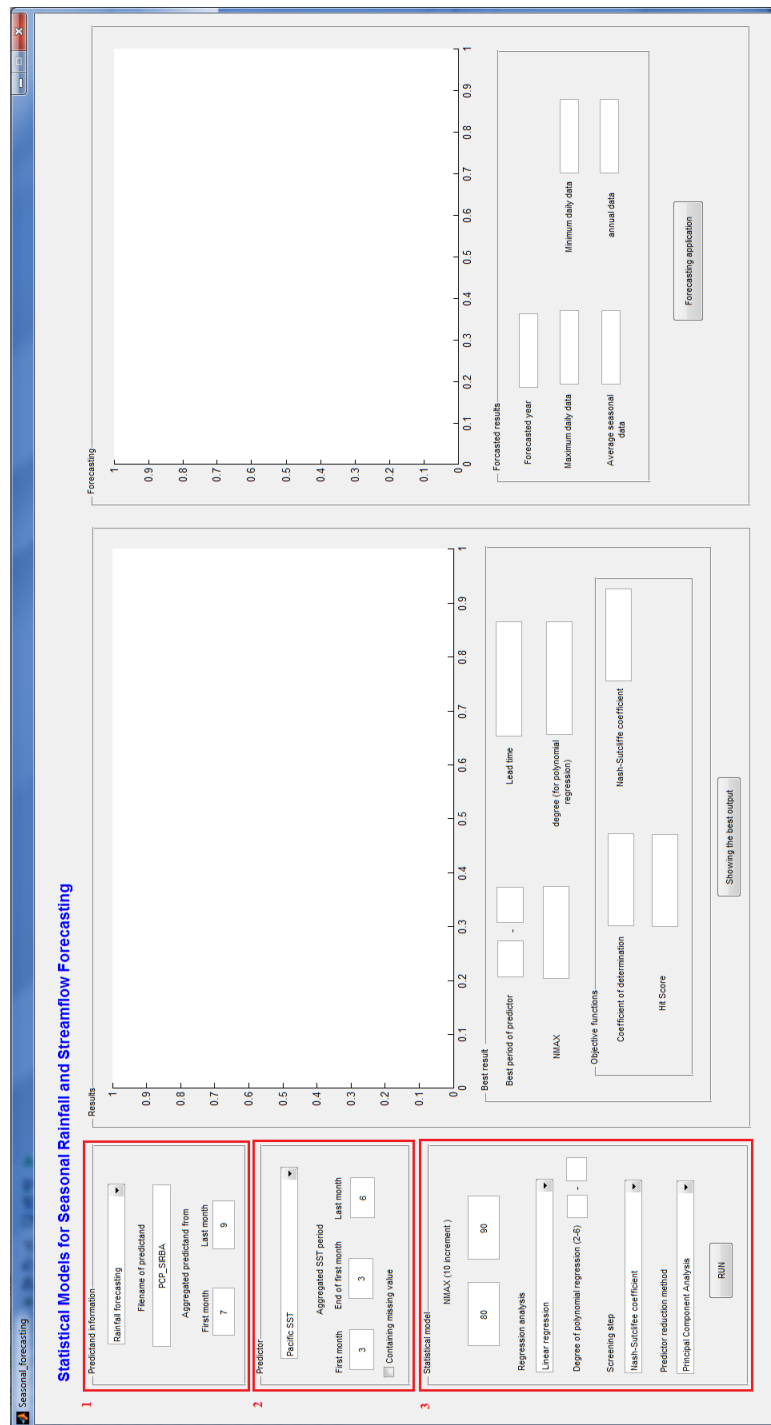 Seasonal_forecasting
Statistical Models for Seasonal Rainfall and Streamflow Forecasting
1
Predictand information
Rainfall forecasting
Filename of predictand
PCP_SIRBA
Aggregated predictand from
First month Last month
7 9
2
Predictor
Pacific SST
Aggregated SST period
First month End of first month Last month
3 3 6
Containing missing value
3
Statistical model
NMAX (10 increment )
80 90
Regression analysis
Linear regression
Degree of polynomial regression (2-6)
-
Screening step
Nash-Sutcliffee coefficient
Predictor reduction method
Principal Component Analysis
RUN
Results
1
0.9
0.8
0.7
0.6
0.5
0.4
0.3
0.2
0.1
0
0 0.1 0.2 0.3 0.4 0.5 0.6 0.7 0.8 0.9 1
Best result
Best period of predictor - Lead time
NMAX degree (for polynomial
regression)
Objective functions
Coefficient of determination Nash-Sutcliffe coefficient
Hit Score
Showing the best output
Forecasting
1
0.9
0.8
0.7
0.6
0.5
0.4
0.3
0.2
0.1
0
0 0.1 0.2 0.3 0.4 0.5 0.6 0.7 0.8 0.9 1
Forcasted results
Forecasted year
Maximum daily data Minimum daily data
Average seasonal
data
annual data
Forecasting application